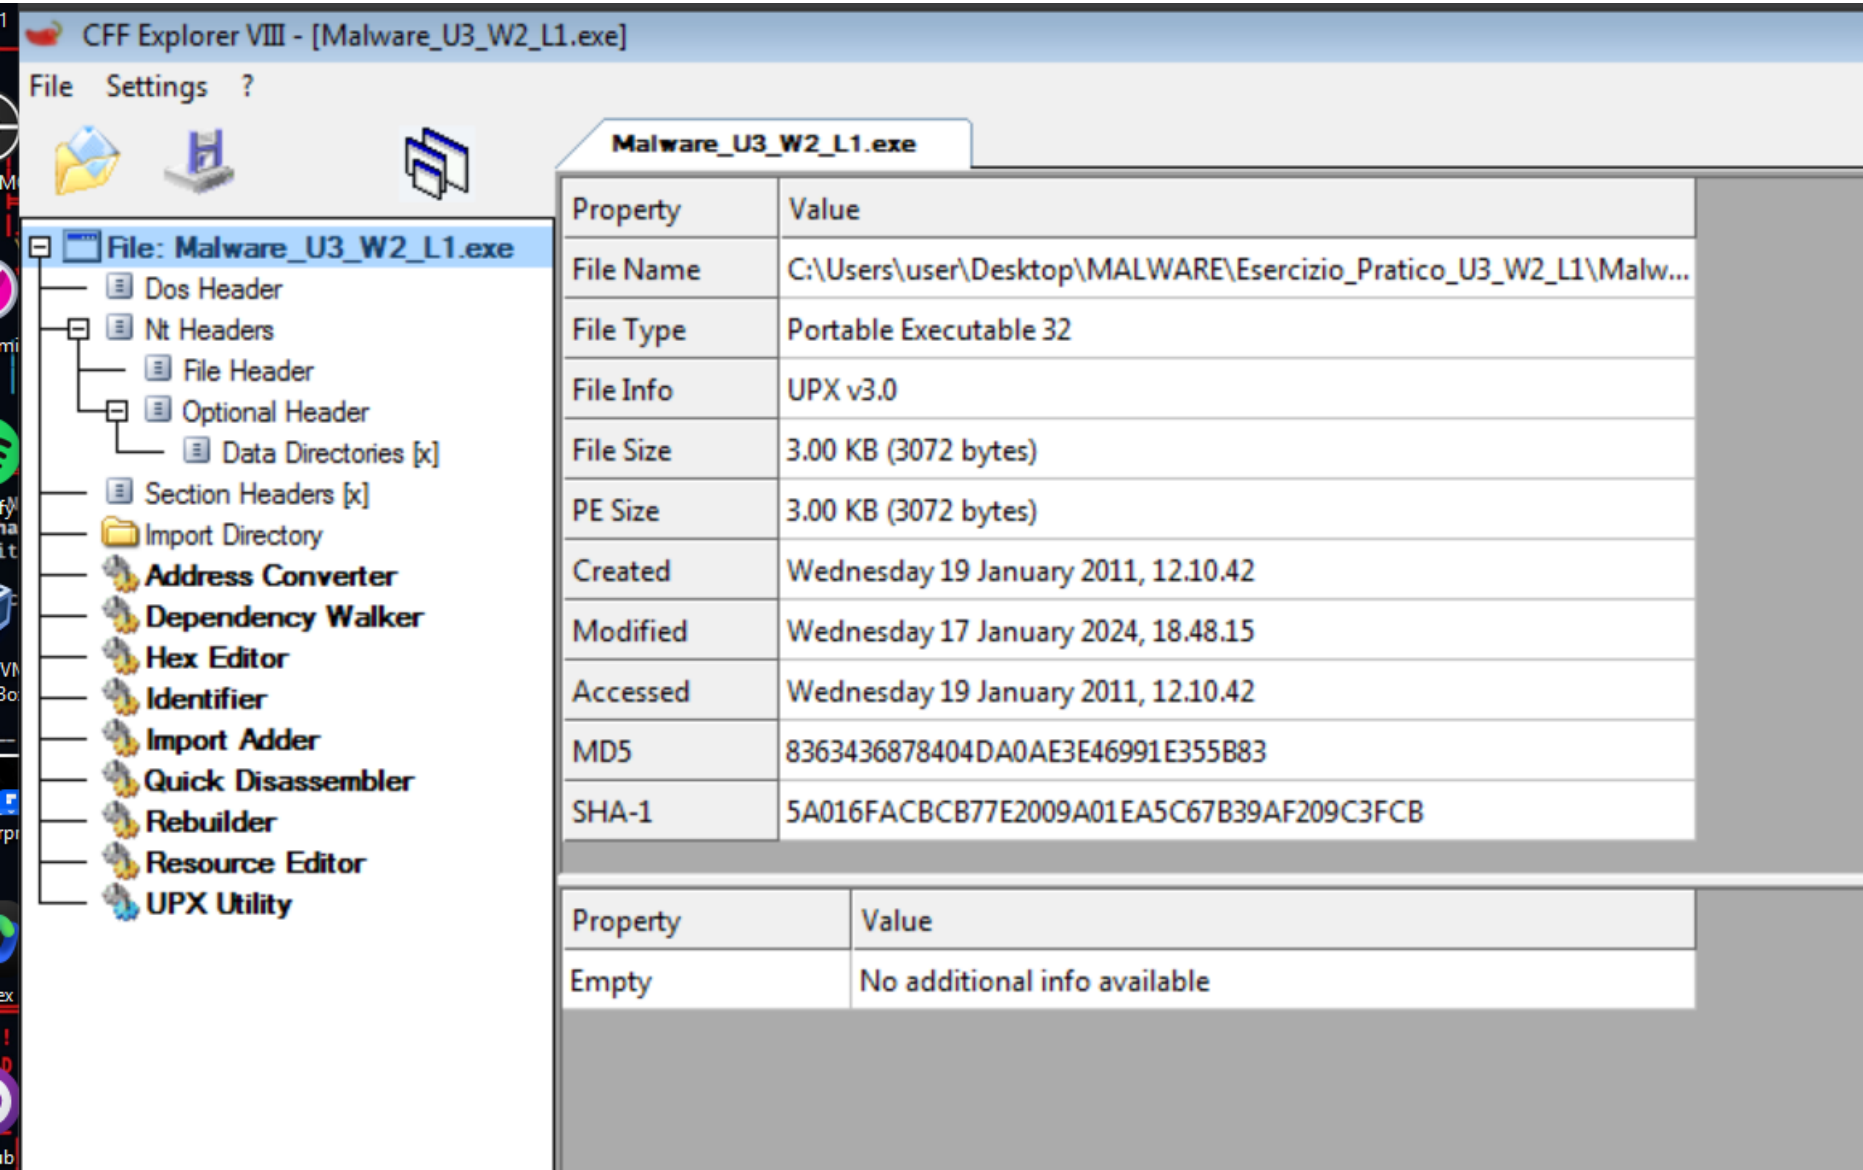 CFF Explorer VIII - [Malware_U3_W2_L1.exe]
File Settings ?
Malware_U3_W2_L1.exe
File: Malware_U3_W2_L1.exe
Dos Header
Nt Headers
File Header
Optional Header
Data Directories [x]
Section Headers [x]
Import Directory
Address Converter
Dependency Walker
Hex Editor
Identifier
Import Adder
Quick Disassembler
Rebuilder
Resource Editor
UPX Utility
Property Value
File Name C:\Users\user\Desktop\MALWARE\Esercizio_Pratico_U3_W2_L1\Malw...
File Type Portable Executable 32
File Info UPX v3.0
File Size 3.00 KB (3072 bytes)
PE Size 3.00 KB (3072 bytes)
Created Wednesday 19 January 2011, 12.10.42
Modified Wednesday 17 January 2024, 18.48.15
Accessed Wednesday 19 January 2011, 12.10.42
MD5 8363436878404DA0AE3E46991E355B83
SHA-1 5A016FACBCB77E2009A01EA5C67B39AF209C3FCB
Property Value
Empty No additional info available